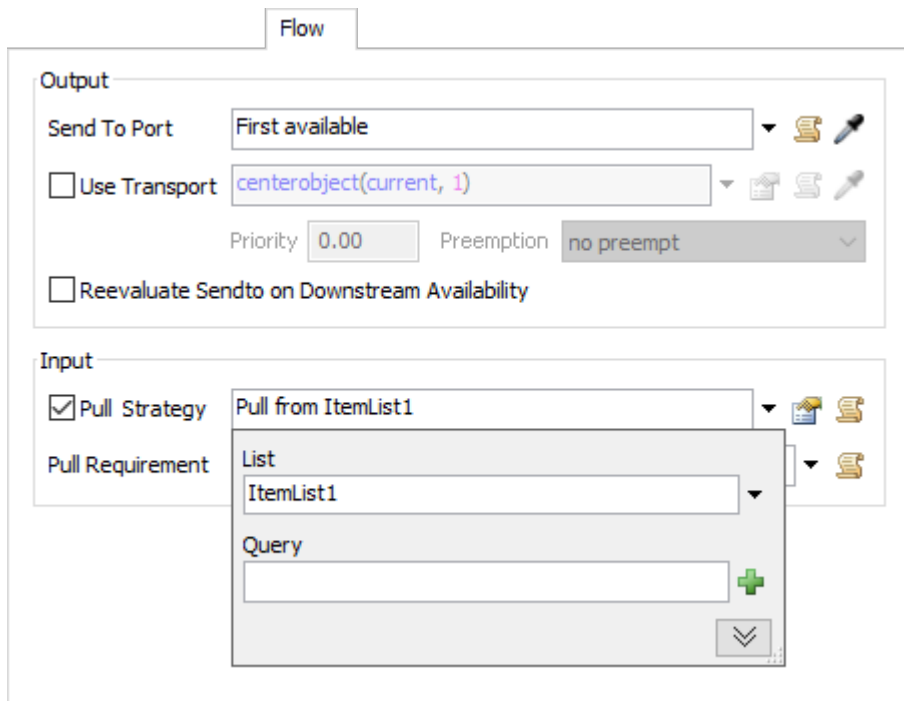 Flow
Output
Send To Port First available
Use Transport centerobject(current, 1)
Priority 0.00 Preemption no preempt
Reevaluate Sendto on Downstream Availability
Input
Pull Strategy Pull from ItemList1
Pull Requirement
List
ItemList1
Query